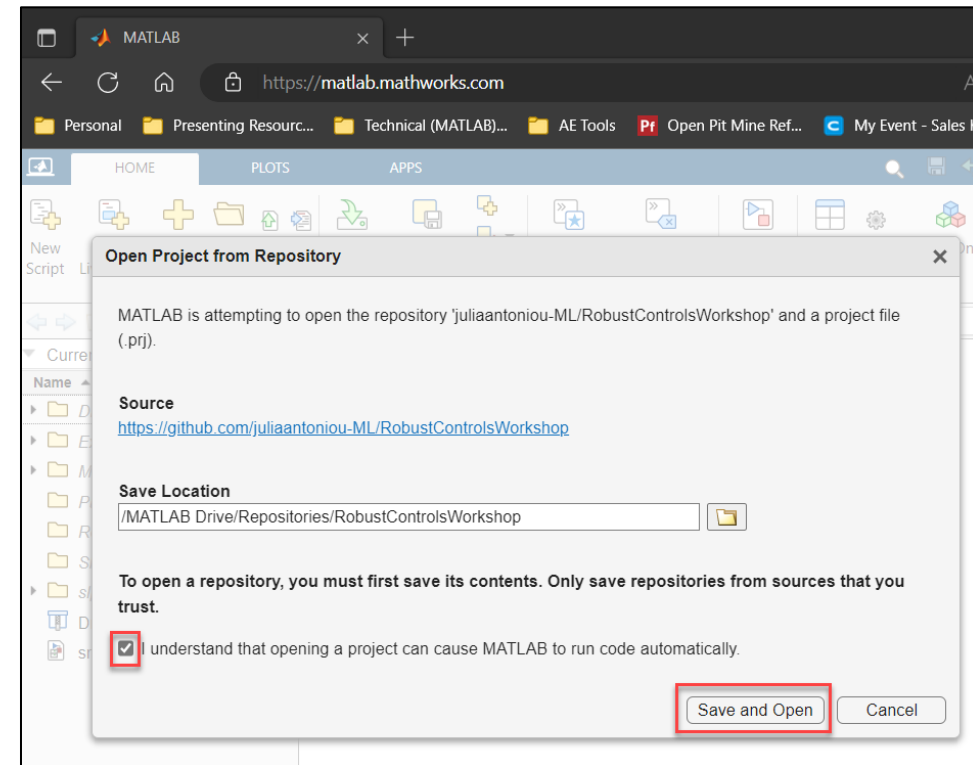 MATLAB
https://matlab.mathworks.com
Personal Presenting Resourc... Technical (MATLAB)... AE Tools Pf Open Pit Mine Ref... C My Event - Sales
HOME PLOTS APPS
New
Script
Open Project from Repository
MATLAB is attempting to open the repository 'juliaantoniou-ML/RobustControlsWorkshop' and a project file
(.prj).
Curre
Name
Source
https://github.com/juliaantoniou-ML/RobustControlsWorkshop
Save Location
/MATLAB Drive/Repositories/RobustControlsWorkshop
To open a repository, you must first save its contents. Only save repositories from sources that you
trust.
I understand that opening a project can cause MATLAB to run code automatically.
Save and Open Cancel